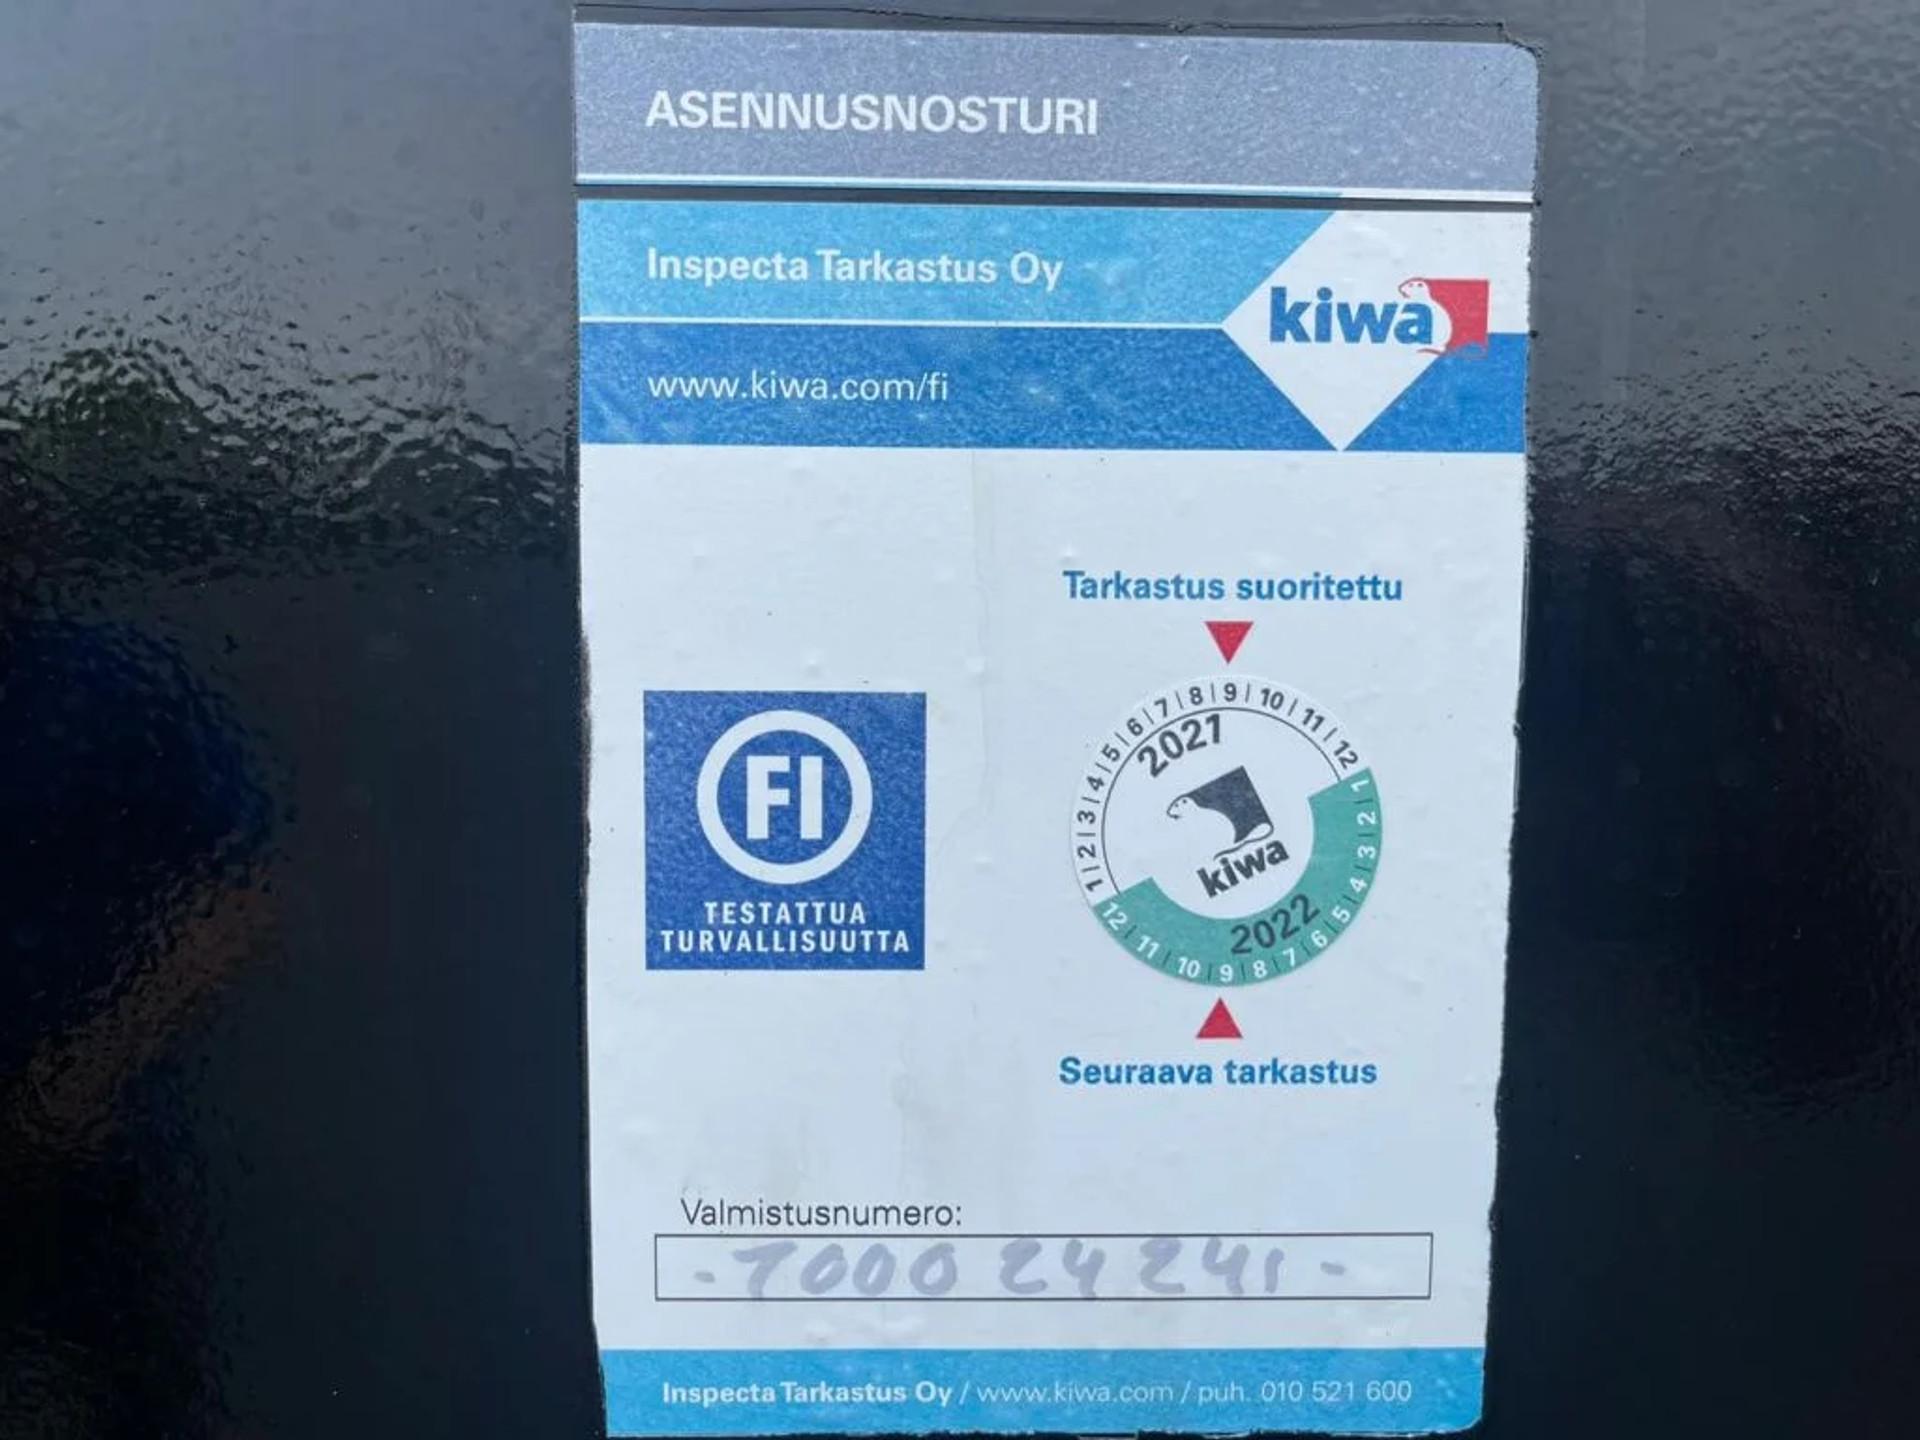 ASENNUSNOSTURI
Inspecta Tarkastus Oy
kiwa
www.kiwa.com/fi
Tarkastus suoritettu
1|2|3|4|5|6|7|8|9|10|11|12
2021
kiwa
2022
1|2|3|4|5|6|7|8|9|10|11|12
Seuraava tarkastus
FI
TESTATTUA
TURVALLISUUTTA
Valmistusnumero:
-700024241-
Inspecta Tarkastus Oy / www.kiwa.com / puh. 010 521 600